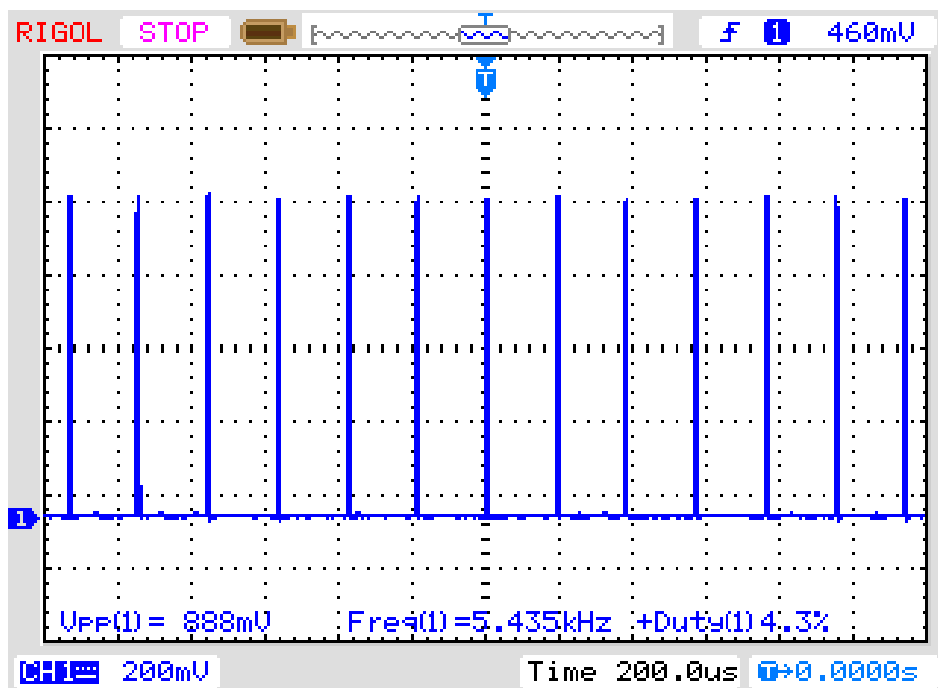 RIGOL STOP T 1 460mV
T
1
Vpp(1)= 888mV Freq(1)=5.435kHz +Duty(1)4.3%
CH1 200mV Time 200.0us T→0.0000s